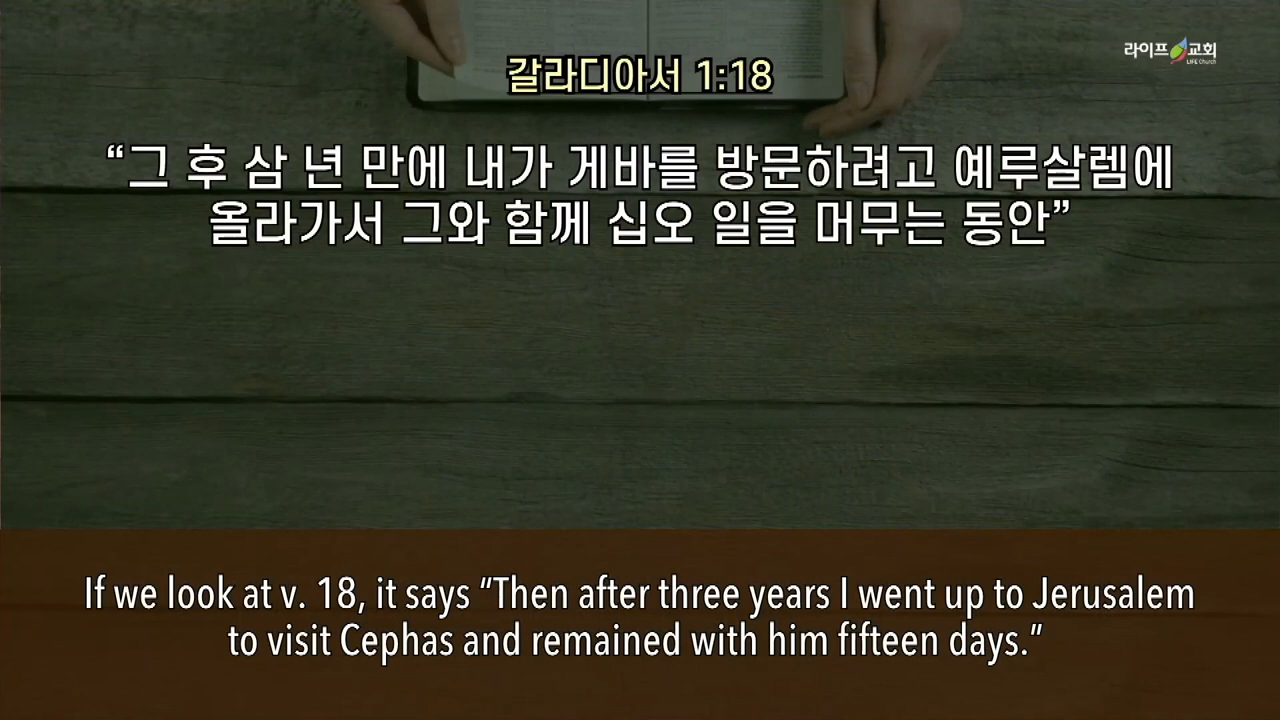 라이프교회
LIFE Church
갈라디아서 1:18
“그 후 삼 년 만에 내가 게바를 방문하려고 예루살렘에
올라가서 그와 함께 십오 일을 머무는 동안”
If we look at v. 18, it says “Then after three years I went up to Jerusalem
to visit Cephas and remained with him fifteen days.”